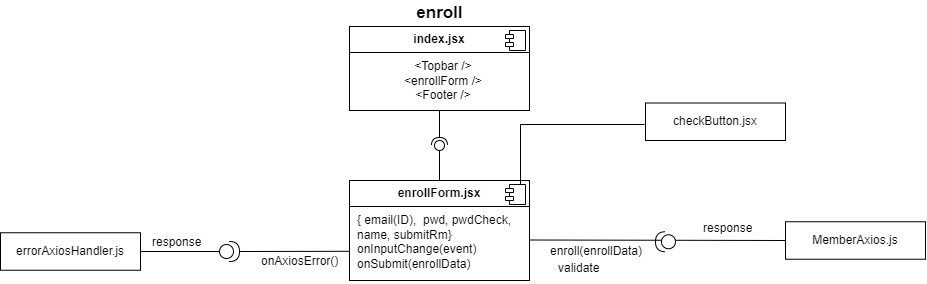 enroll
index.jsx
<Topbar />
<enrollForm />
<Footer />
checkButton.jsx
enrollForm.jsx
{ email(ID), pwd, pwdCheck,
name, submitRm}
onInputChange(event)
onSubmit(enrollData)
errorAxiosHandler.js
response
onAxiosError()
enroll(enrollData)
validate
response
MemberAxios.js